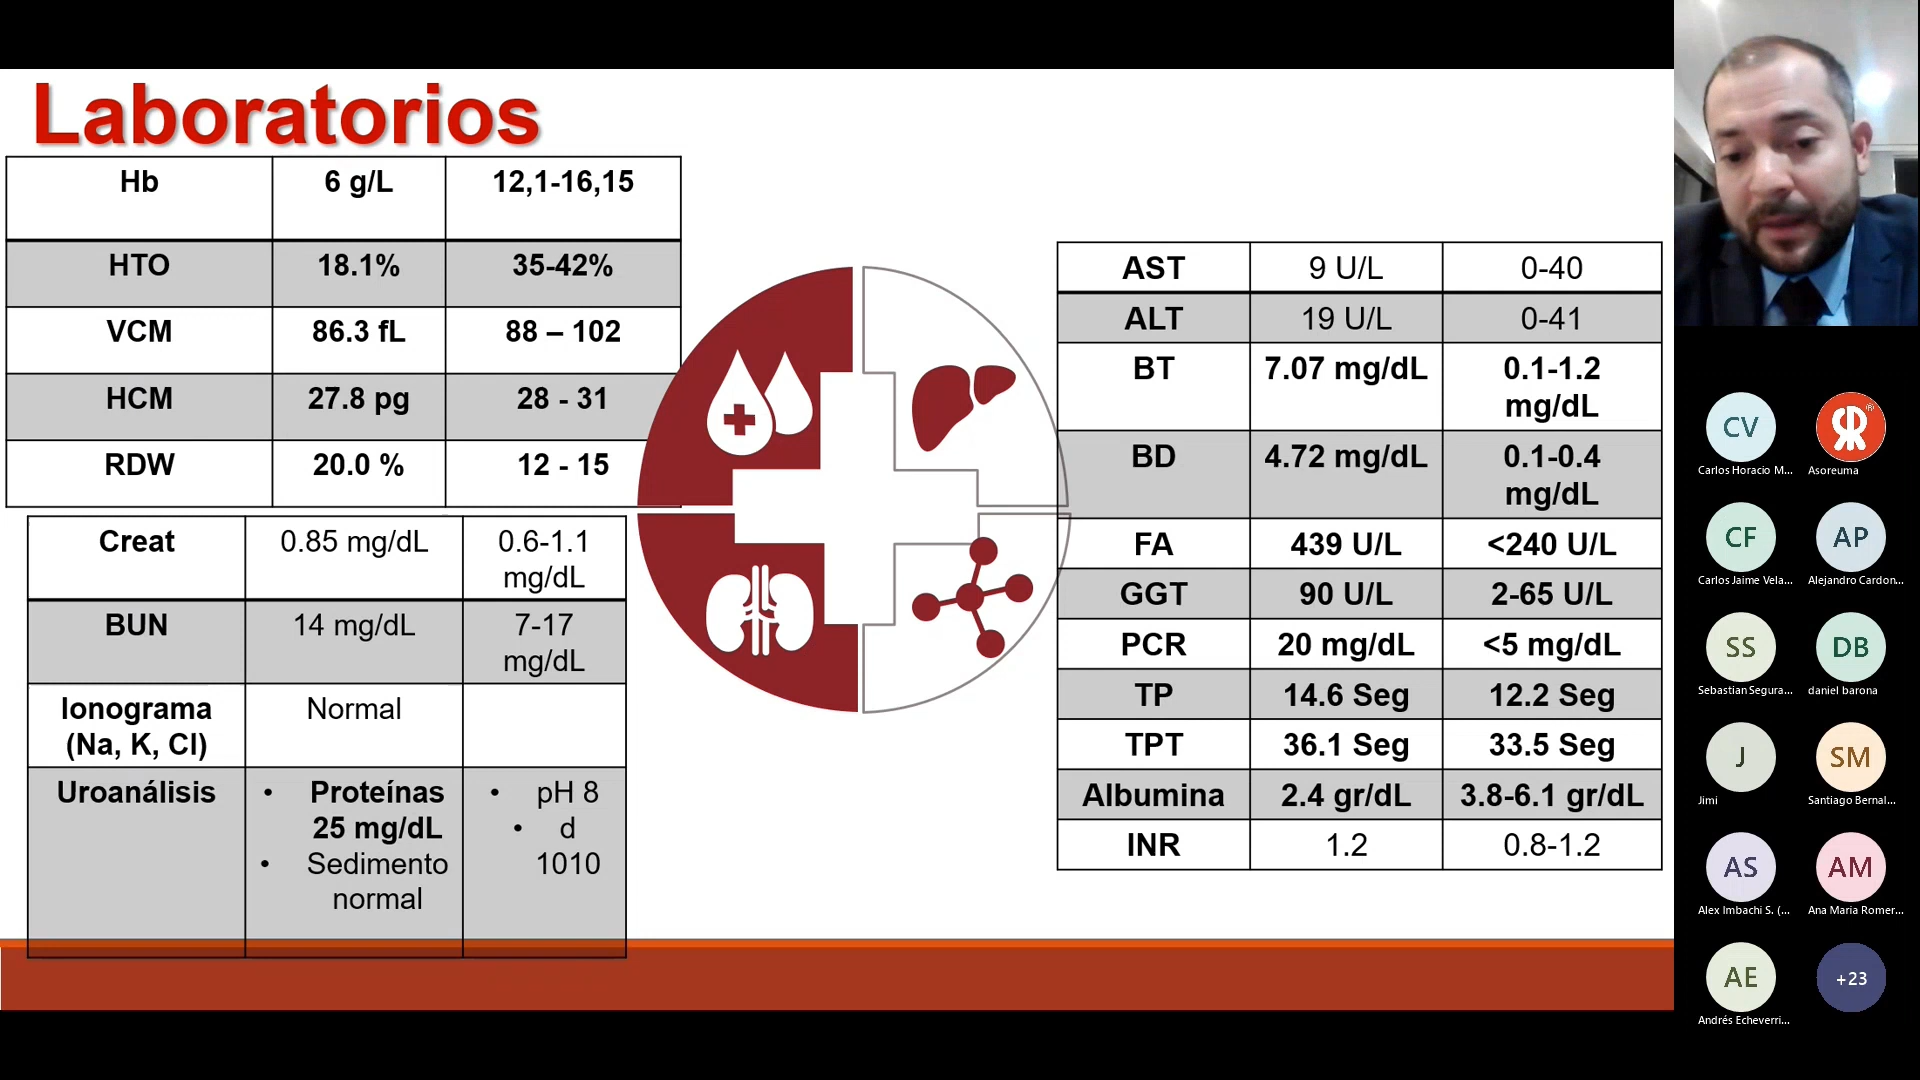 Laboratorios
Hb 6 g/L 12,1-16,15
HTO 18.1% 35-42%
VCM 86.3 fL 88 – 102
HCM 27.8 pg 28 - 31
RDW 20.0 % 12 - 15
Creat 0.85 mg/dL 0.6-1.1
mg/dL
BUN 14 mg/dL 7-17
mg/dL
Ionograma Normal
(Na, K, Cl)
Uroanálisis • Proteínas • pH 8
25 mg/dL • d
• Sedimento 1010
normal
AST 9 U/L 0-40
ALT 19 U/L 0-41
BT 7.07 mg/dL 0.1-1.2
mg/dL
BD 4.72 mg/dL 0.1-0.4
mg/dL
FA 439 U/L <240 U/L
GGT 90 U/L 2-65 U/L
PCR 20 mg/dL <5 mg/dL
TP 14.6 Seg 12.2 Seg
TPT 36.1 Seg 33.5 Seg
Albumina 2.4 gr/dL 3.8-6.1 gr/dL
INR 1.2 0.8-1.2
CV
Carlos Horacio M...
Asoreuma
CF AP
Carlos Jaime Vela... Alejandro Cardon...
SS DB
Sebastian Segura... daniel barona
J SM
Jimi Santiago Bernal...
AS AM
Alex Imbachi S. (... Ana Maria Romer...
AE +23
Andrés Echeverri...